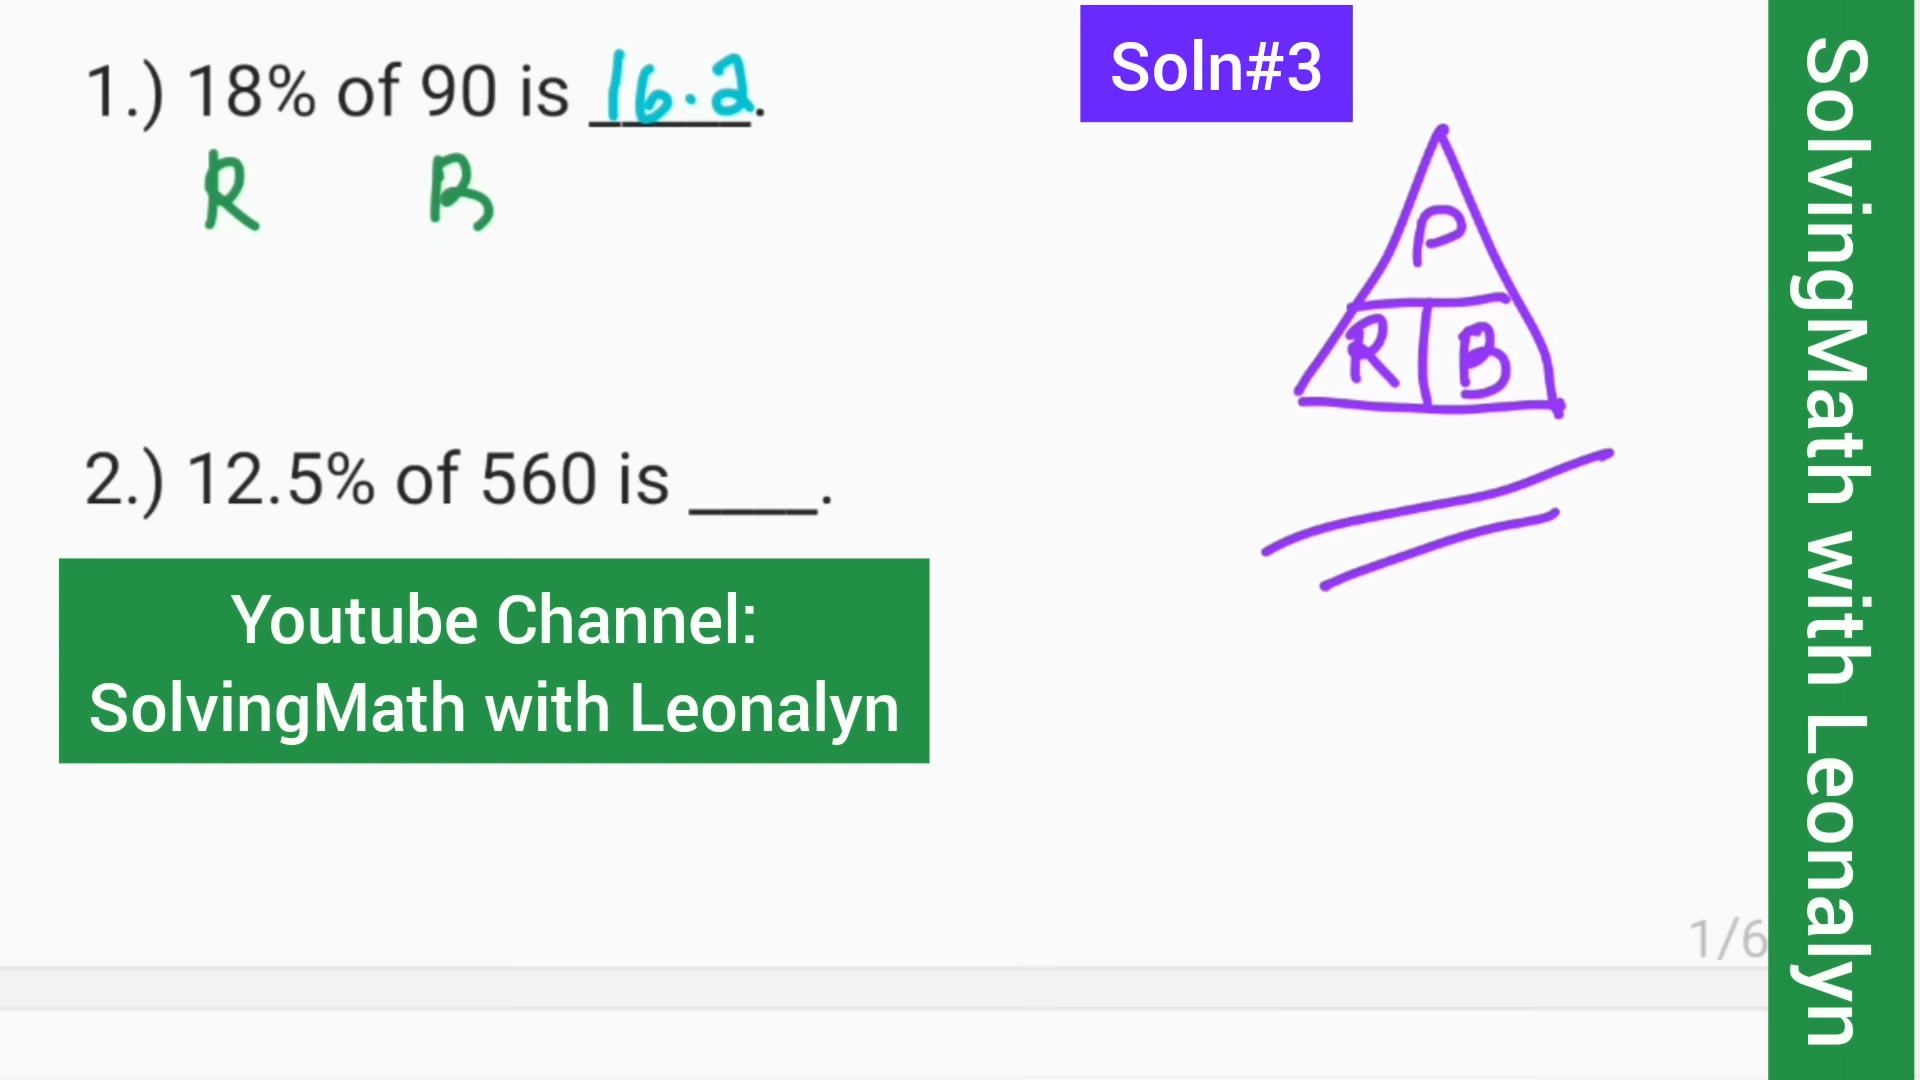 1.) 18% of 90 is 16.2.
R B
Soln#3
P
R B
2.) 12.5% of 560 is ____.
Youtube Channel:
SolvingMath with Leonalyn
1/6
SolvingMath with Leonalyn